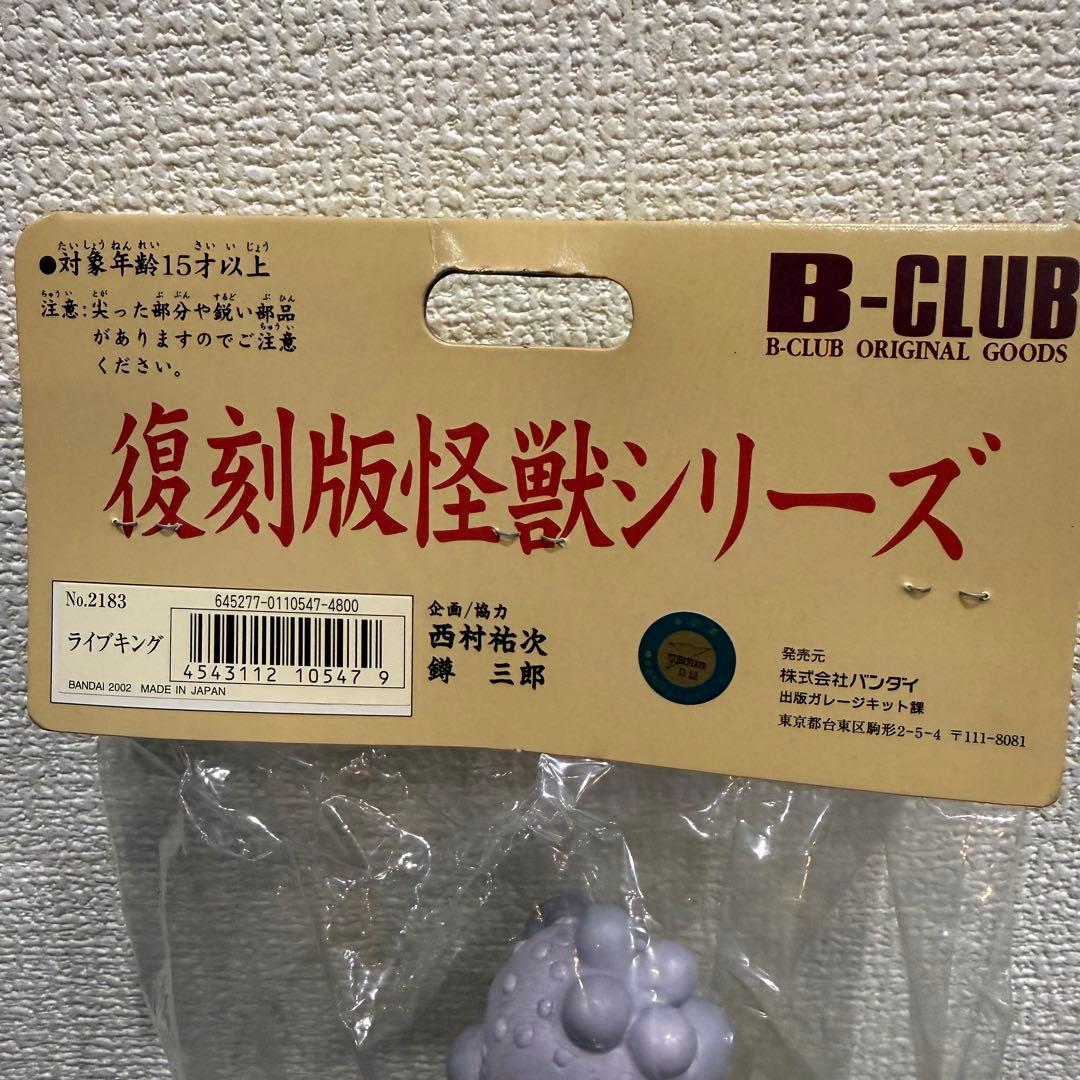 ●対象年齢15才以上
たいしょうねんれい さいいじょう
注意:尖った部分や鋭い部品
ちゅうい とが ぶぶん するど ぶひん
がありますのでご注意
ちゅうい
ください。
B-CLUB
B-CLUB ORIGINAL GOODS
復刻版怪獣シリーズ
No.2183
645277-0110547-4800
ライブキング
4543112 10547 9
BANDAI 2002 MADE IN JAPAN
企画/協力
西村祐次
鐏 三郎
発売元
株式会社バンダイ
出版ガレージキット課
東京都台東区駒形2-5-4 〒111-8081